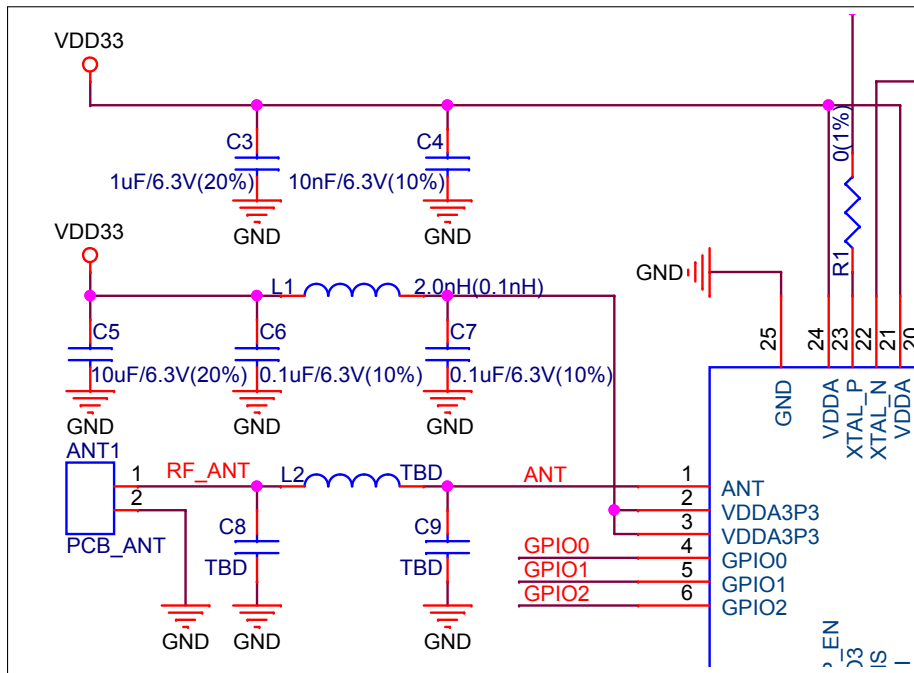 VDD33
C3
1uF/6.3V(20%)
GND
C4
10nF/6.3V(10%)
GND
0(1%)
R1
VDD33
L1
2.0nH(0.1nH)
C5
10uF/6.3V(20%)
GND
C6
0.1uF/6.3V(10%)
GND
C7
0.1uF/6.3V(10%)
GND
GND
25
24
23
22
21
20
GND
VDDA
XTAL_P
XTAL_N
VDDA
ANT1
1
2
PCB_ANT
RF_ANT
L2
TBD
ANT
C8
TBD
C9
TBD
GND
GND
GND
GPIO0
GPIO1
GPIO2
1
2
3
4
5
6
ANT
VDDA3P3
VDDA3P3
GPIO0
GPIO1
GPIO2